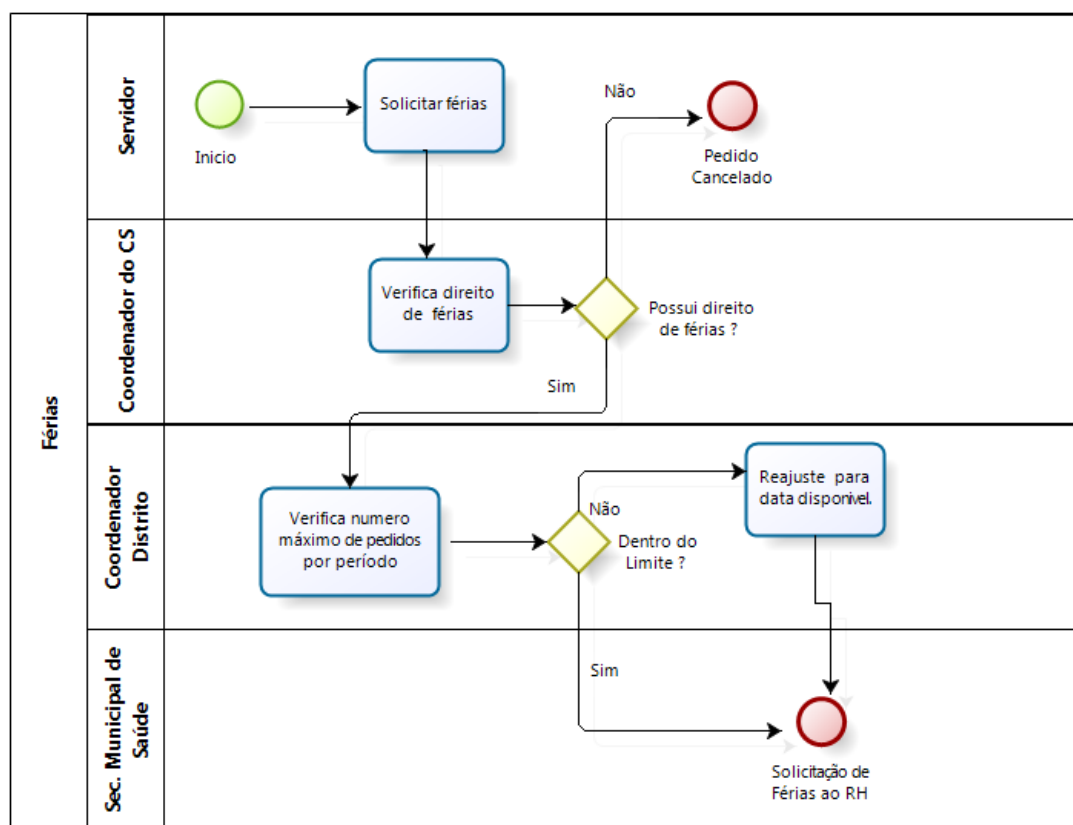 Férias
Servidor
Inicio
Solicitar férias
Não
Pedido
Cancelado
Coordenador do CS
Verifica direito
de férias
Possui direito
de férias ?
Sim
Coordenador
Distrito
Verifica numero
máximo de pedidos
por período
Não
Dentro do
Limite ?
Reajuste para
data disponivel.
Sec. Municipal de
Saúde
Sim
Solicitação de
Férias ao RH